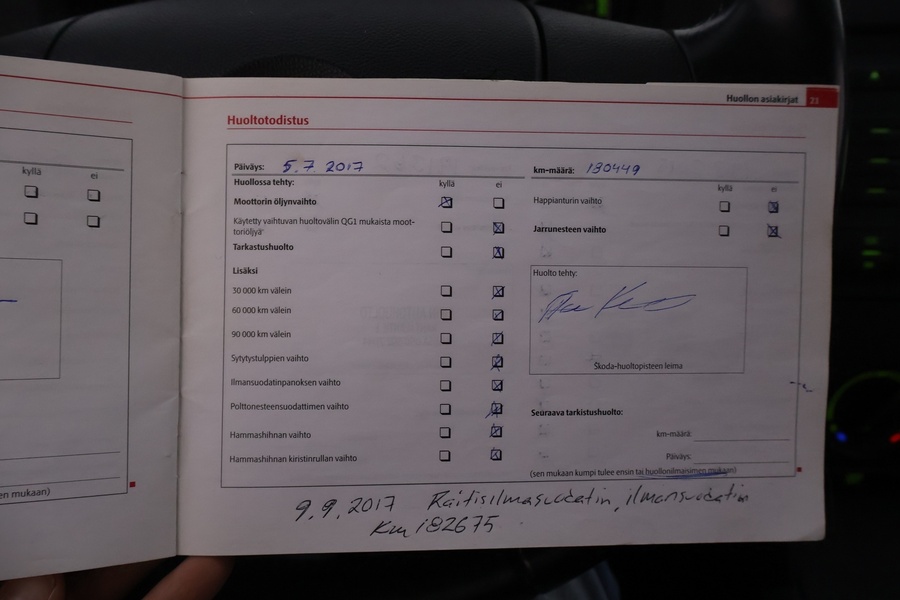 kyllä
ei
en mukaan)
Huollon asiakirjat 23
Huoltotodistus
Päiväys: 5.7.2017
km-määrä: 180449
Huollossa tehty: kyllä ei
kyllä ei
Moottorin öljynvaihto
Happianturin vaihto
Käytetty vaihtuvan huoltovälin QG1 mukaista moot-
toriöljyä
Jarrunesteen vaihto
Tarkastushuolto
Lisäksi
Huolto tehty:
30 000 km välein
60 000 km välein
90 000 km välein
Sytytystulppien vaihto
Škoda-huoltopisteen leima
Ilmansuodatinpanoksen vaihto
Polttonesteensuodattimen vaihto
Seuraava tarkistushuolto:
Hammashihnan vaihto
km-määrä:
Hammashihnan kiristinrullan vaihto
Päiväys:
(sen mukaan kumpi tulee ensin tai huollonilmaisimen mukaan)
9.9.2017 Raitisilmasuodatin, ilmansuodatin
Km 182675